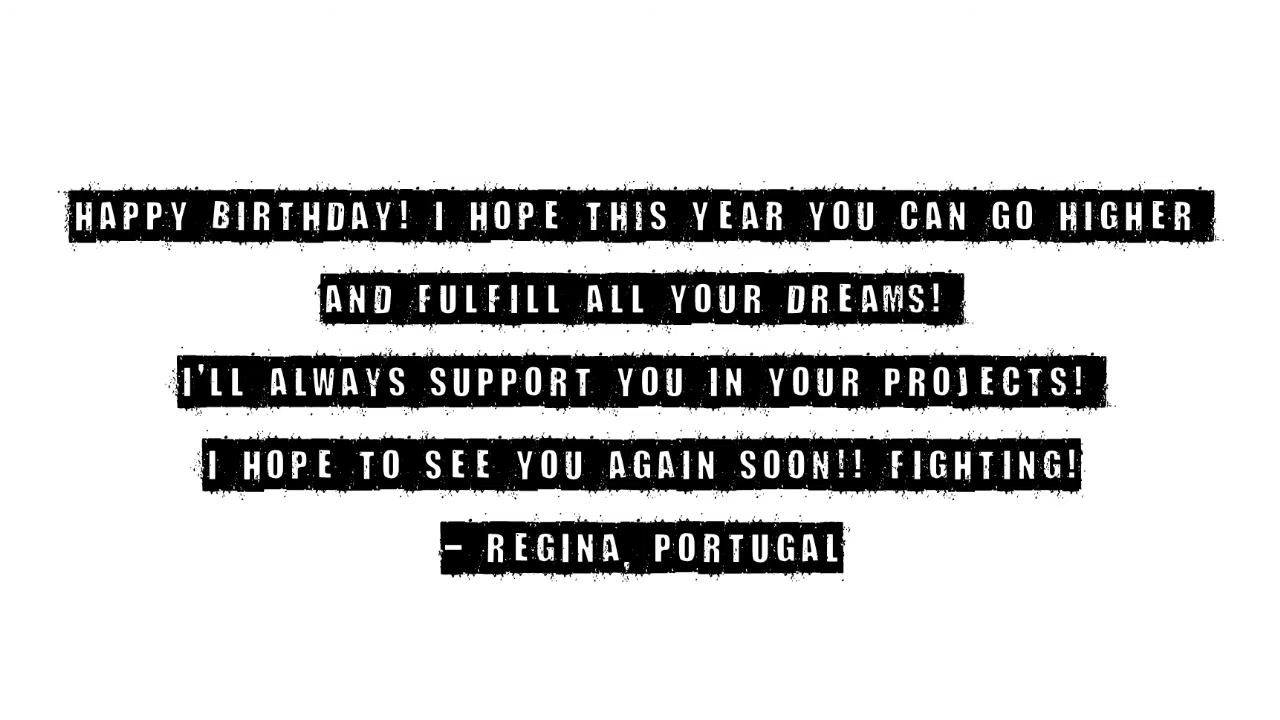 HAPPY BIRTHDAY! I HOPE THIS YEAR YOU CAN GO HIGHER
AND FULFILL ALL YOUR DREAMS!
I'LL ALWAYS SUPPORT YOU IN YOUR PROJECTS!
I HOPE TO SEE YOU AGAIN SOON!! FIGHTING!
– REGINA, PORTUGAL